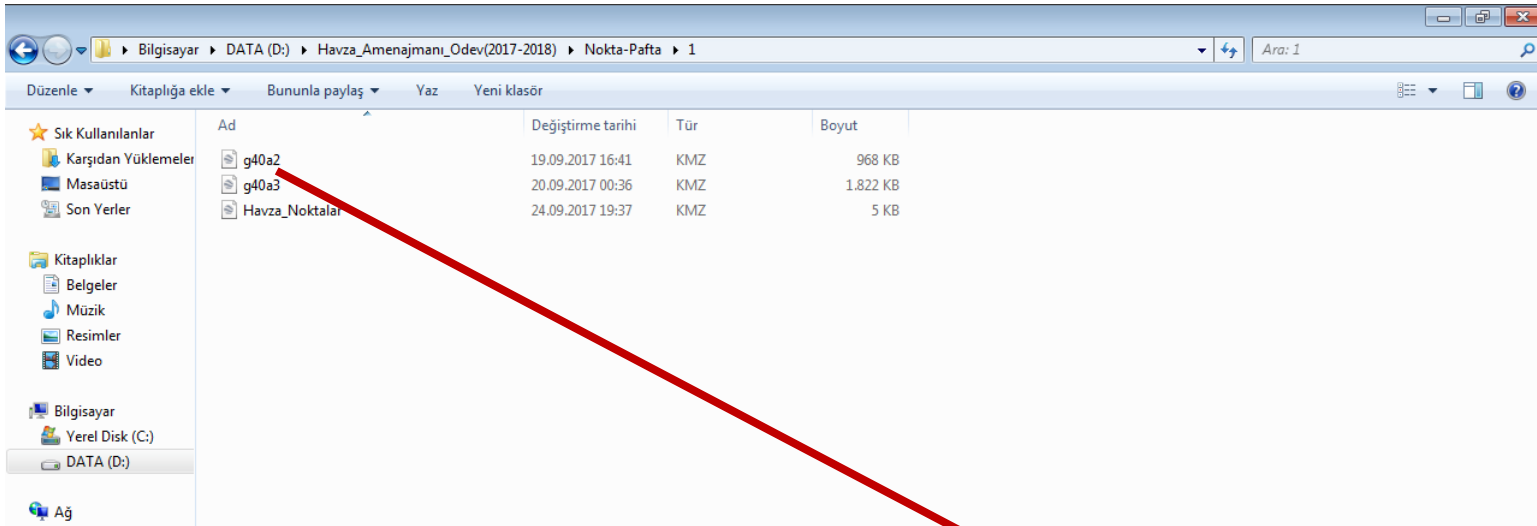 Bilgisayar ▸ DATA (D:) ▸ Havza_Amenajmanı_Odev(2017-2018) ▸ Nokta-Pafta ▸ 1
Ara: 1
Düzenle Kitaplığa ekle Bununla paylaş Yaz Yeni klasör
Ad Değiştirme tarihi Tür Boyut
g40a2 19.09.2017 16:41 KMZ 968 KB
g40a3 20.09.2017 00:36 KMZ 1.822 KB
Havza_Noktalar 24.09.2017 19:37 KMZ 5 KB
Sık Kullanılanlar
Karşıdan Yüklemeler
Masaüstü
Son Yerler
Kitaplıklar
Belgeler
Müzik
Resimler
Video
Bilgisayar
Yerel Disk (C:)
DATA (D:)
Ağ